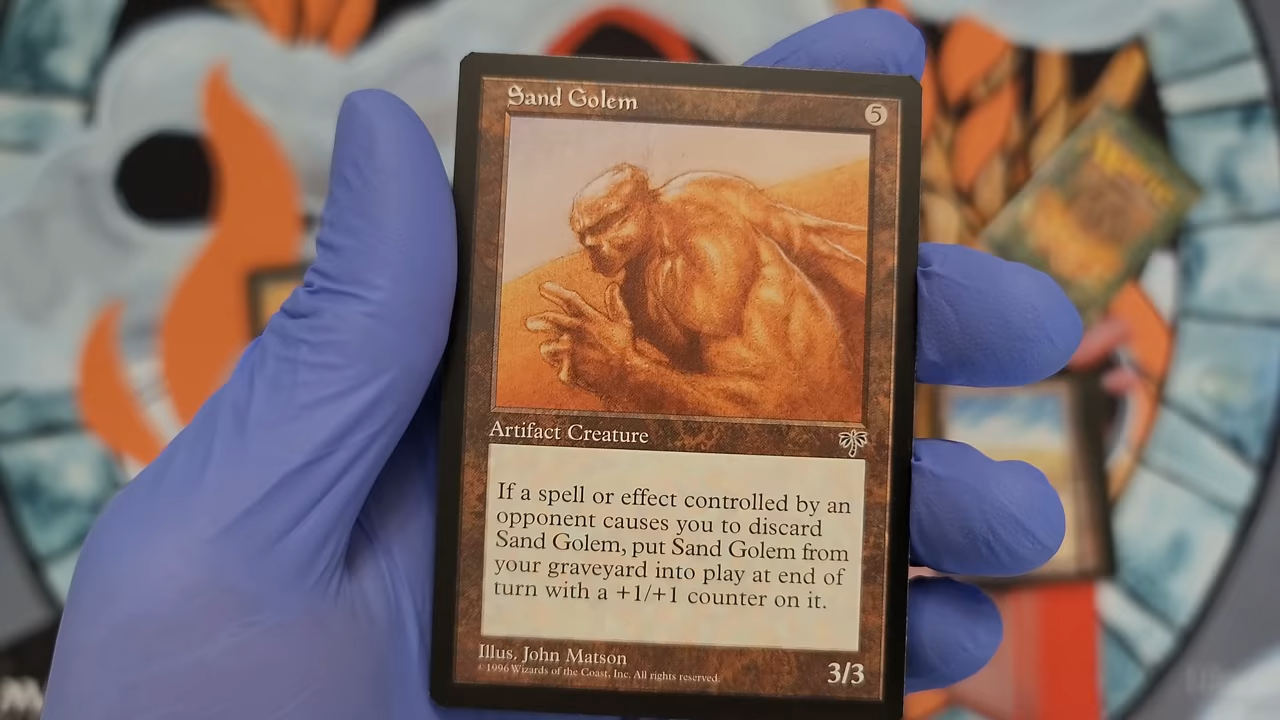 Sand Golem
5
Artifact Creature
If a spell or effect controlled by an
opponent causes you to discard
Sand Golem, put Sand Golem from
your graveyard into play at end of
turn with a +1/+1 counter on it.
Illus. John Matson
© 1996 Wizards of the Coast, Inc. All rights reserved.
3/3